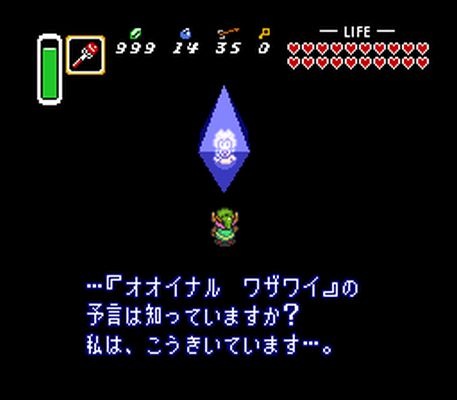 — LIFE —
999 14 35 0
…『オオイナル　ワザワイ』の
予言は知っていますか?
私は、こうきいています…。